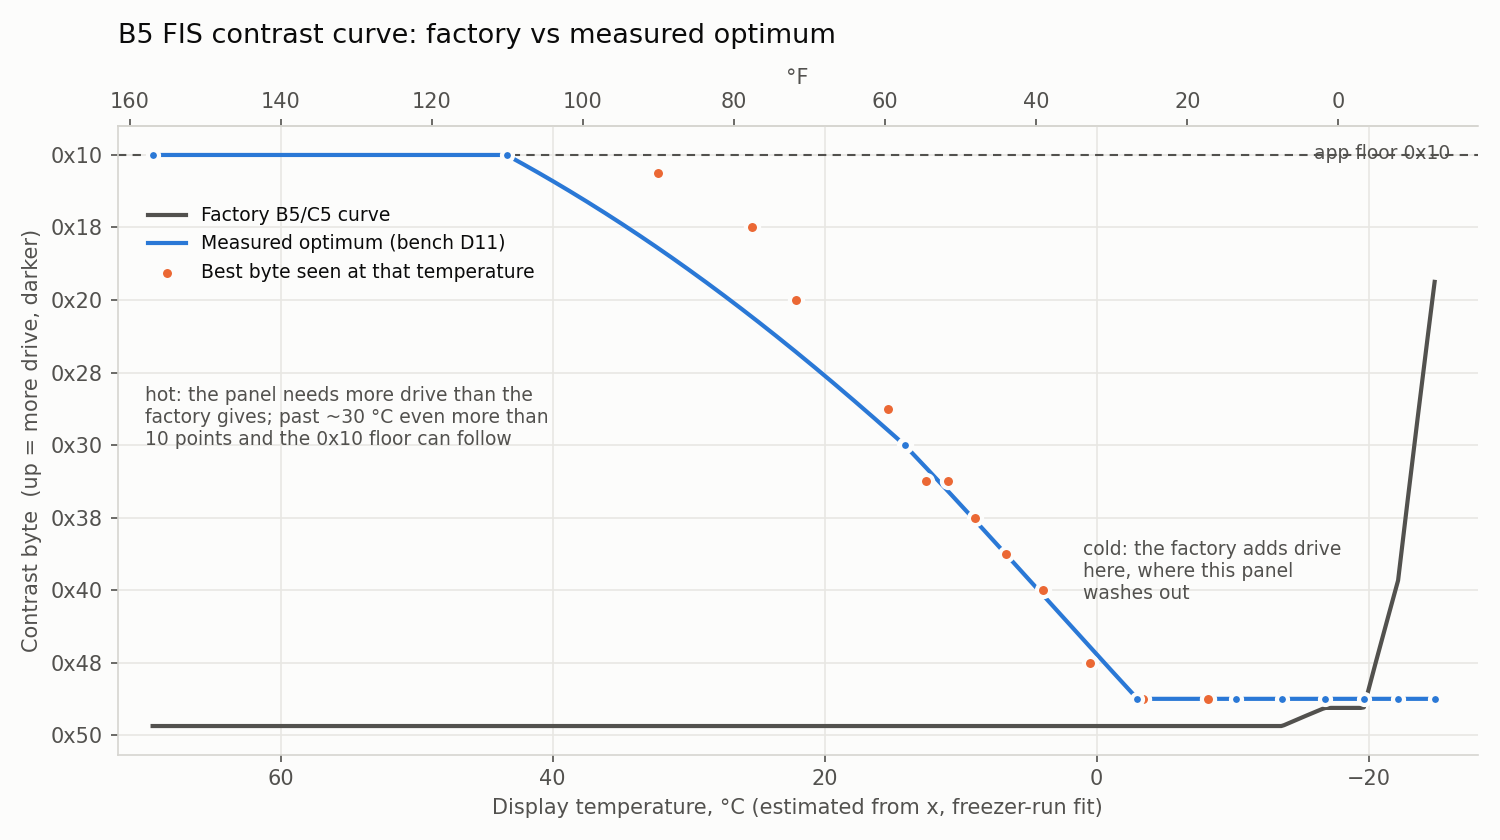 B5 FIS contrast curve: factory vs measured optimum
°F
160 140 120 100 80 60 40 20 0
0x10
app floor 0x10
0x18
0x20
0x28
0x30
0x38
0x40
0x48
0x50
Contrast byte (up = more drive, darker)
Factory B5/C5 curve
Measured optimum (bench D11)
Best byte seen at that temperature
hot: the panel needs more drive than the
factory gives; past ~30 °C even more than
10 points and the 0x10 floor can follow
cold: the factory adds drive
here, where this panel
washes out
60 40 20 0 −20
Display temperature, °C (estimated from x, freezer-run fit)